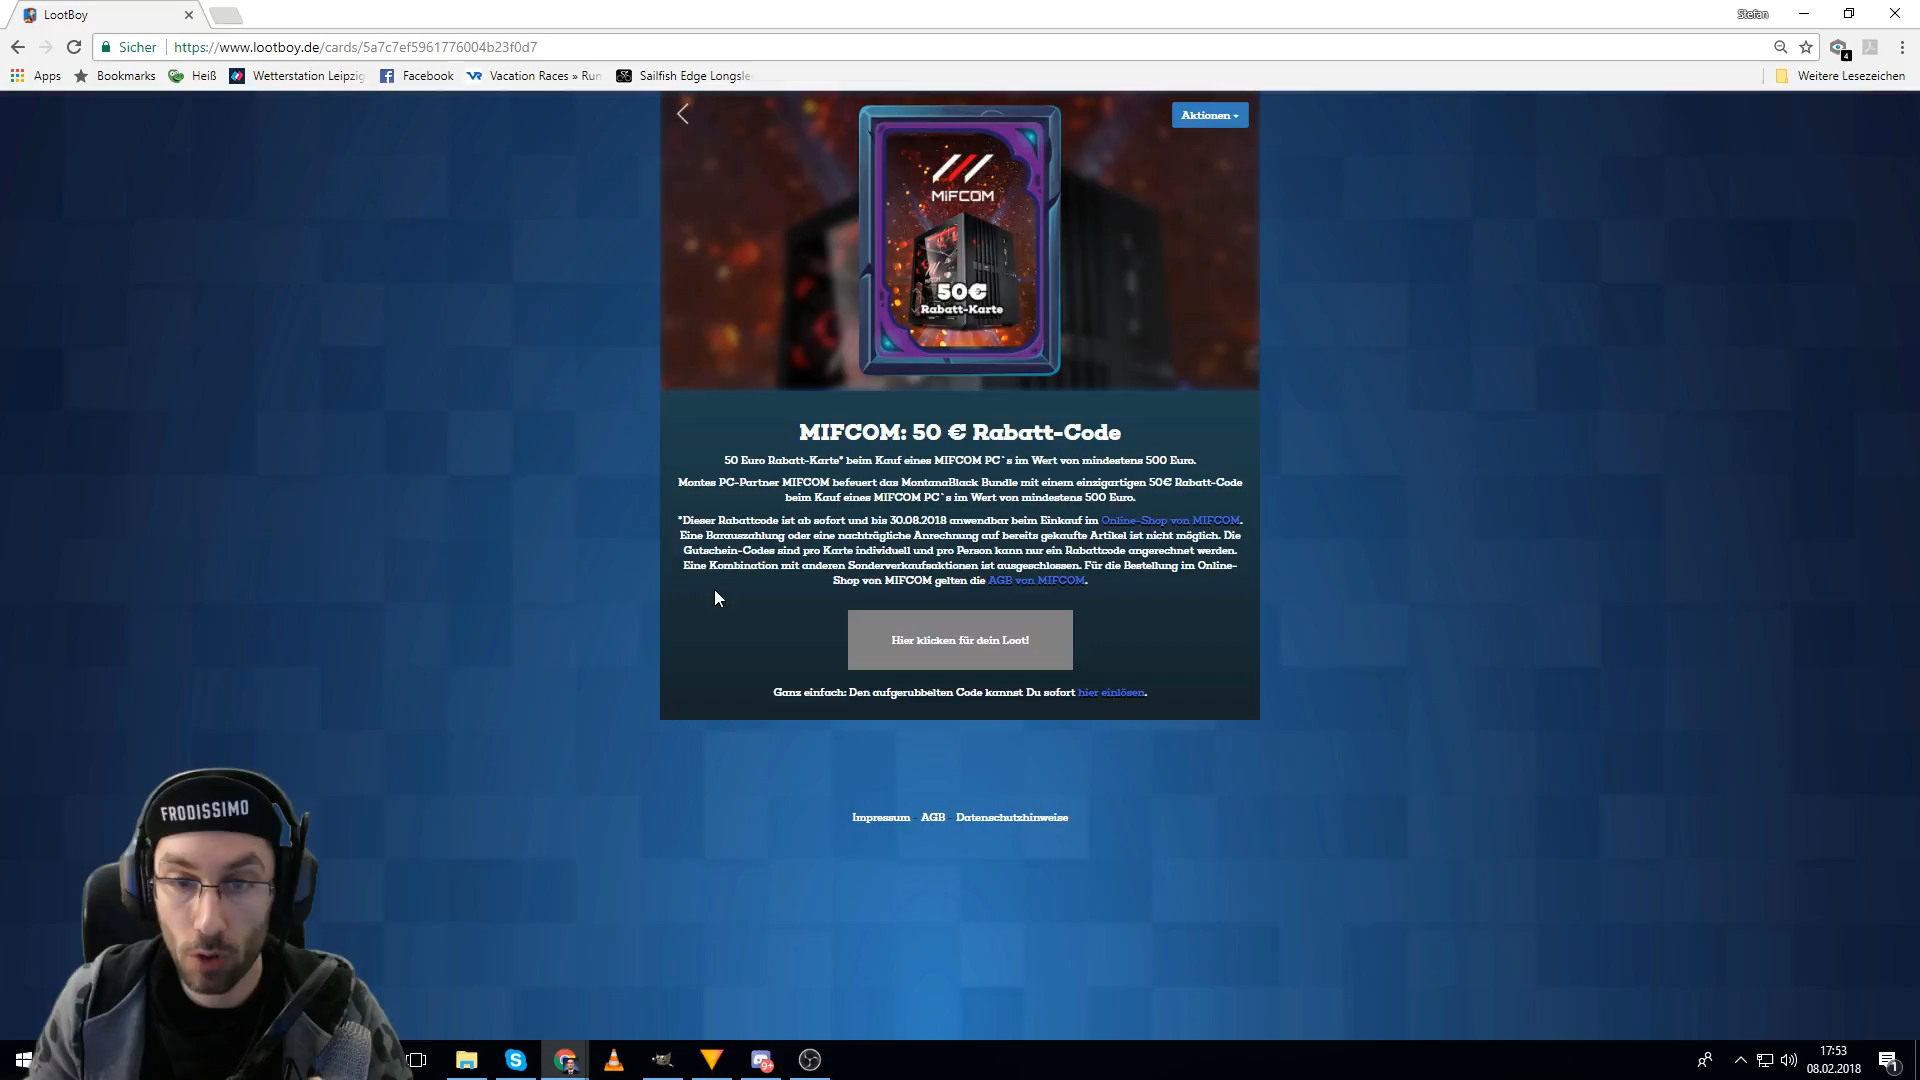 LootBoy
Stefan
Sicher
https://www.lootboy.de/cards/5a7c7ef5961776004b23f0d7
4
Apps
Bookmarks
Heiß
Wetterstation Leipzig
Facebook
Vacation Races » Run
Sailfish Edge Longsle
Weitere Lesezeichen
Aktionen
MIFCOM
50€
Rabatt-Karte
MIFCOM: 50 € Rabatt-Code
50 Euro Rabatt-Karte* beim Kauf eines MIFCOM PC`s im Wert von mindestens 500 Euro.
Montes PC-Partner MIFCOM befeuert das MontanaBlack Bundle mit einem einzigartigen 50€ Rabatt-Code
beim Kauf eines MIFCOM PC`s im Wert von mindestens 500 Euro.
*Dieser Rabattcode ist ab sofort und bis 30.08.2018 anwendbar beim Einkauf im Online-Shop von MIFCOM.
Eine Barauszahlung oder eine nachträgliche Anrechnung auf bereits gekaufte Artikel ist nicht möglich. Die
Gutschein-Codes sind pro Karte individuell und pro Person kann nur ein Rabattcode angerechnet werden.
Eine Kombination mit anderen Sonderverkaufsaktionen ist ausgeschlossen. Für die Bestellung im Online-
Shop von MIFCOM gelten die AGB von MIFCOM.
Hier klicken für dein Loot!
Ganz einfach: Den aufgerubbelten Code kannst Du sofort hier einlösen.
Impressum - AGB - Datenschutzhinweise
FRODISSIMO
9+
17:53
08.02.2018
1